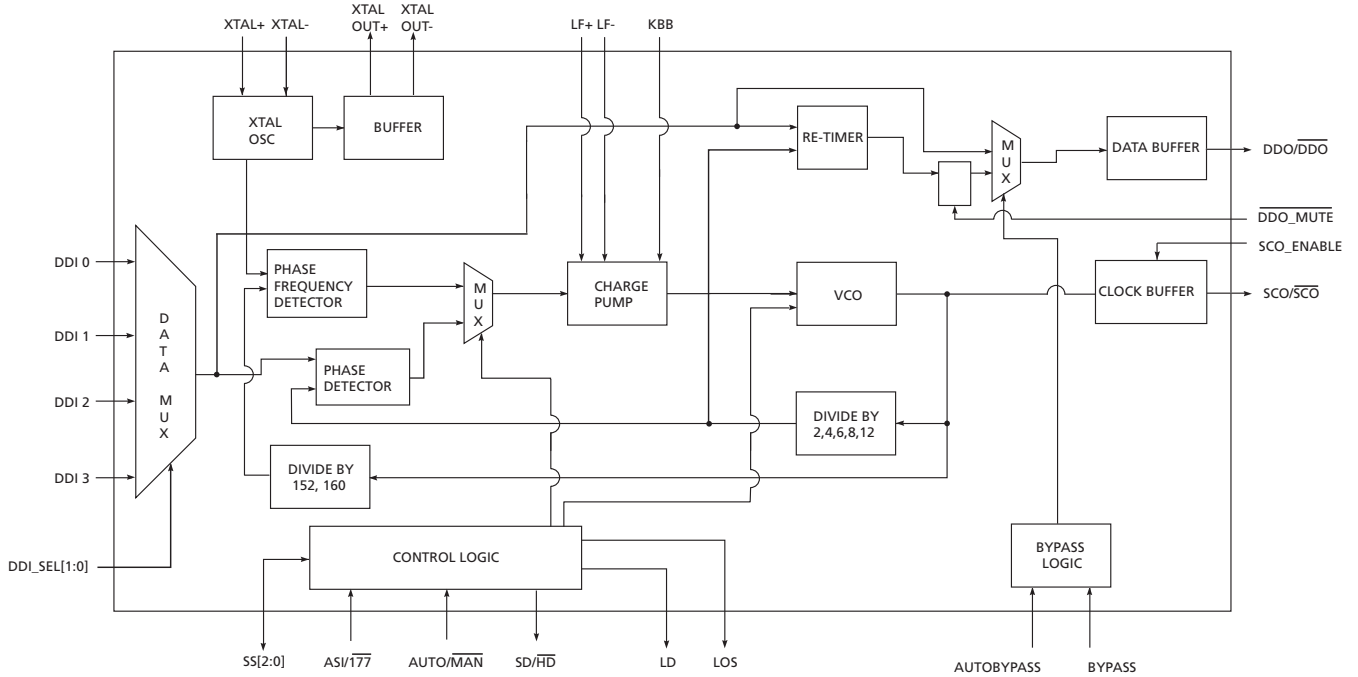 XTAL+ XTAL-
XTAL
OUT+
XTAL
OUT-
LF+ LF-
KBB
XTAL
OSC
BUFFER
RE-TIMER
M
U
X
DATA BUFFER
DDO/DDO
DDO_MUTE
SCO_ENABLE
DDI 0
DDI 1
DDI 2
DDI 3
DDI_SEL[1:0]
D
A
T
A
M
U
X
PHASE
FREQUENCY
DETECTOR
M
U
X
CHARGE
PUMP
VCO
CLOCK BUFFER
SCO/SCO
PHASE
DETECTOR
DIVIDE BY
2,4,6,8,12
DIVIDE BY
152, 160
CONTROL LOGIC
BYPASS
LOGIC
SS[2:0]
ASI/177
AUTO/MAN
SD/HD
LD
LOS
AUTOBYPASS
BYPASS